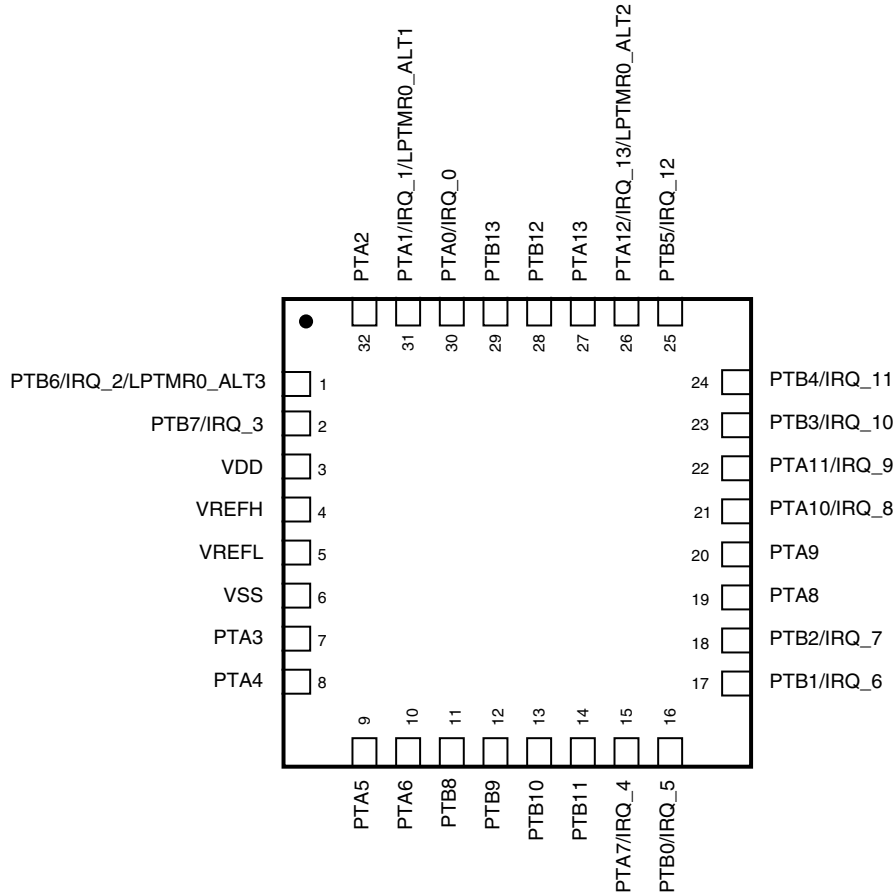 PTA2
PTA1/IRQ_1/LPTMR0_ALT1
PTA0/IRQ_0
PTB13
PTB12
PTA13
PTA12/IRQ_13/LPTMR0_ALT2
PTB5/IRQ_12
32
31
30
29
28
27
26
25
PTB6/IRQ_2/LPTMR0_ALT3
1
PTB7/IRQ_3
2
VDD
3
VREFH
4
VREFL
5
VSS
6
PTA3
7
PTA4
8
24
PTB4/IRQ_11
23
PTB3/IRQ_10
22
PTA11/IRQ_9
21
PTA10/IRQ_8
20
PTA9
19
PTA8
18
PTB2/IRQ_7
17
PTB1/IRQ_6
9
10
11
12
13
14
15
16
PTA5
PTA6
PTB8
PTB9
PTB10
PTB11
PTA7/IRQ_4
PTB0/IRQ_5